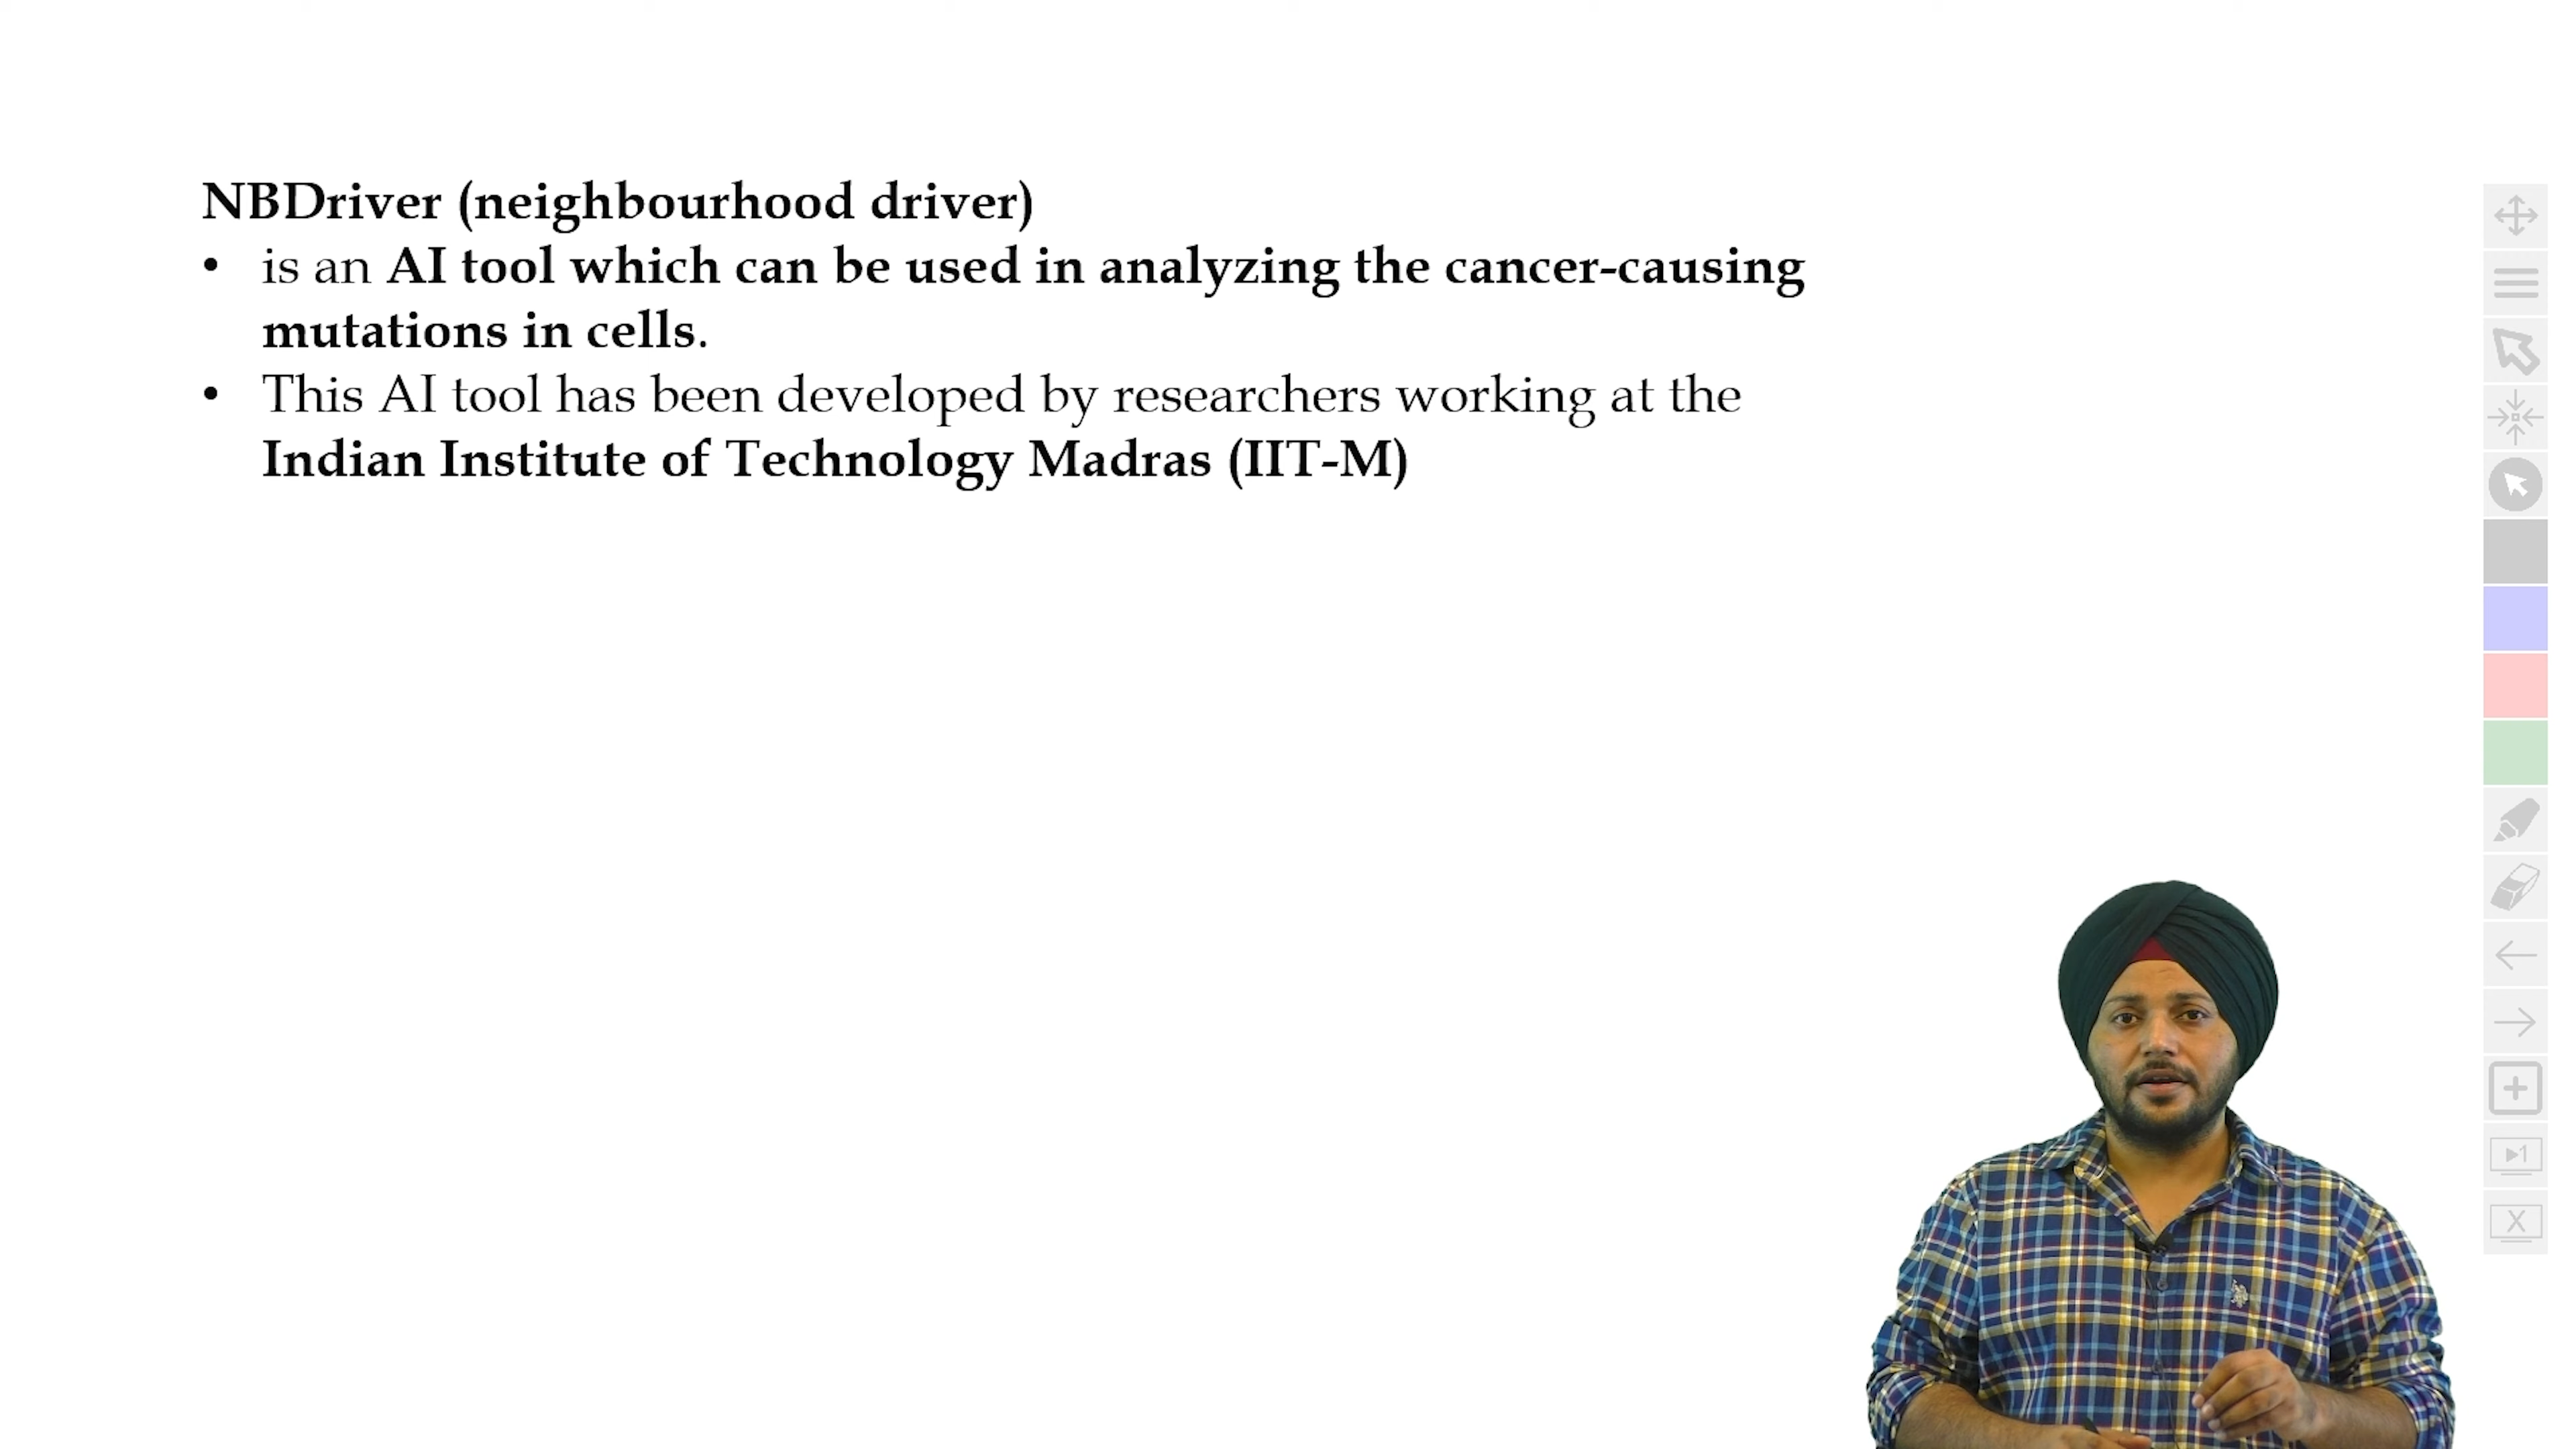 NBDriver (neighbourhood driver)
• is an AI tool which can be used in analyzing the cancer-causing
mutations in cells.
• This AI tool has been developed by researchers working at the
Indian Institute of Technology Madras (IIT-M)
▶1
X